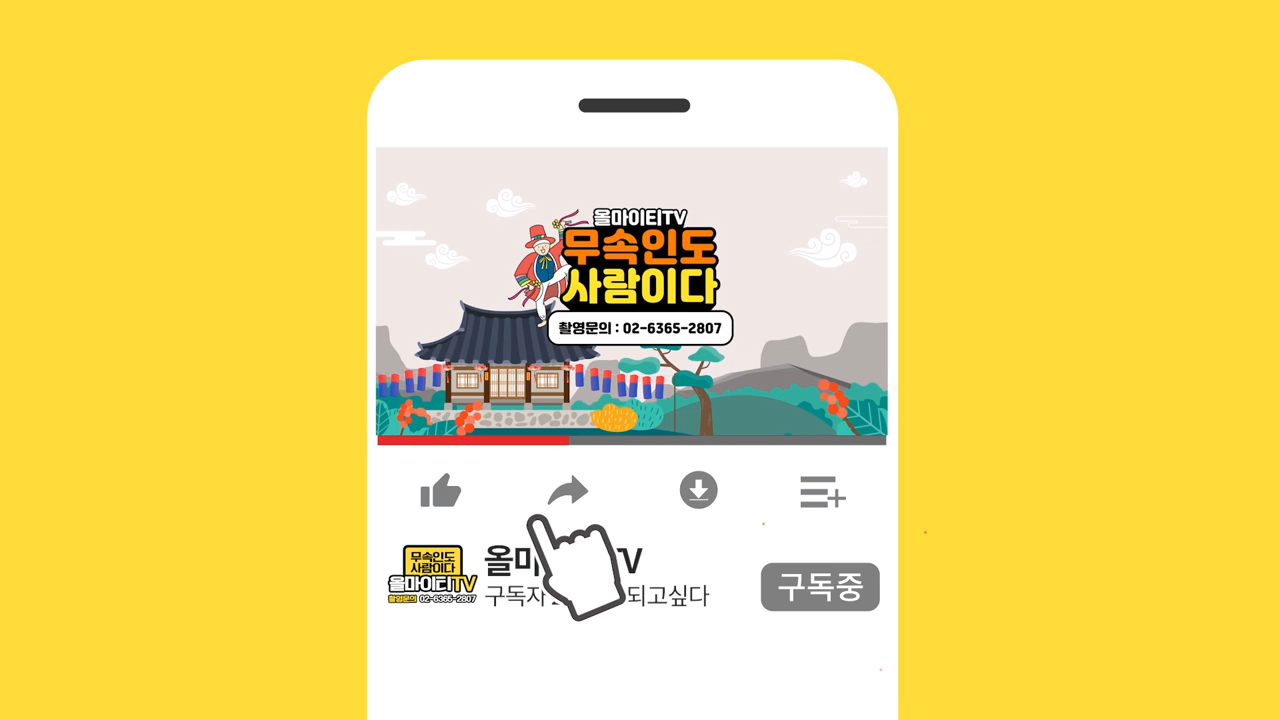 올마이티TV
무속인도
사람이다
촬영문의 : 02-6365-2807
무속인도
사람이다
올마이티TV
촬영문의 02-6365-2807
올마 TV
구독자 되고싶다
구독중